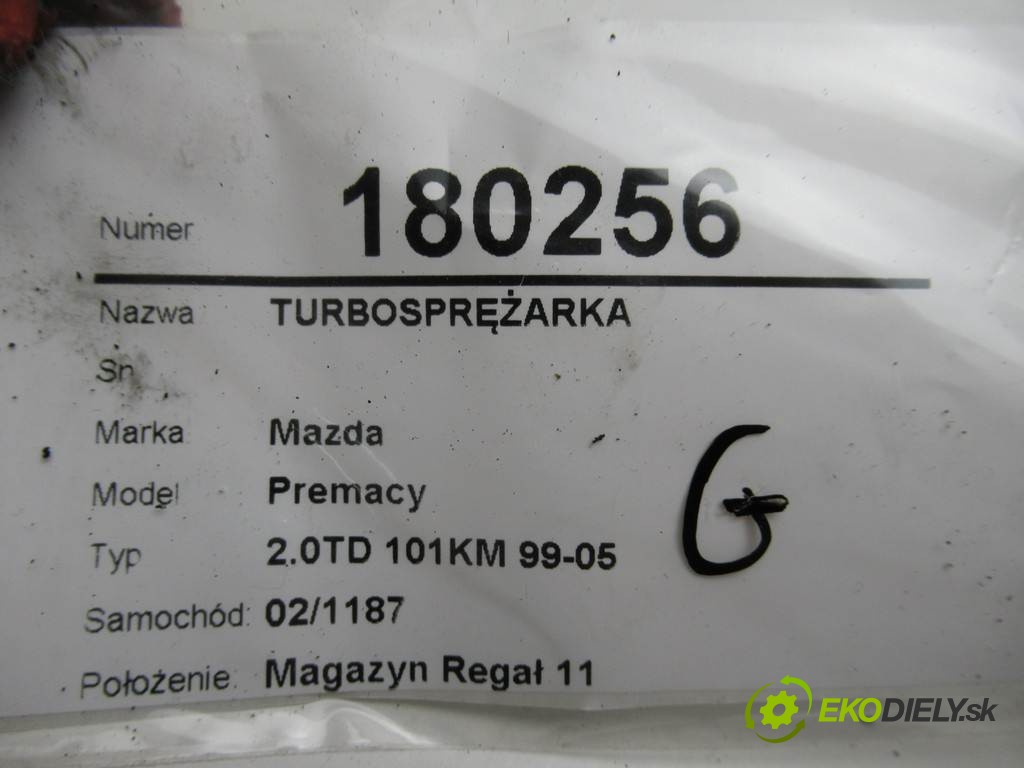 Numer 180256
Nazwa TURBOSPRĘŻARKA
Sn
Marka Mazda
Model Premacy
G
Typ 2.0TD 101KM 99-05
Samochód: 02/1187
Położenie: Magazyn Regał 11
EKODIELY.sk